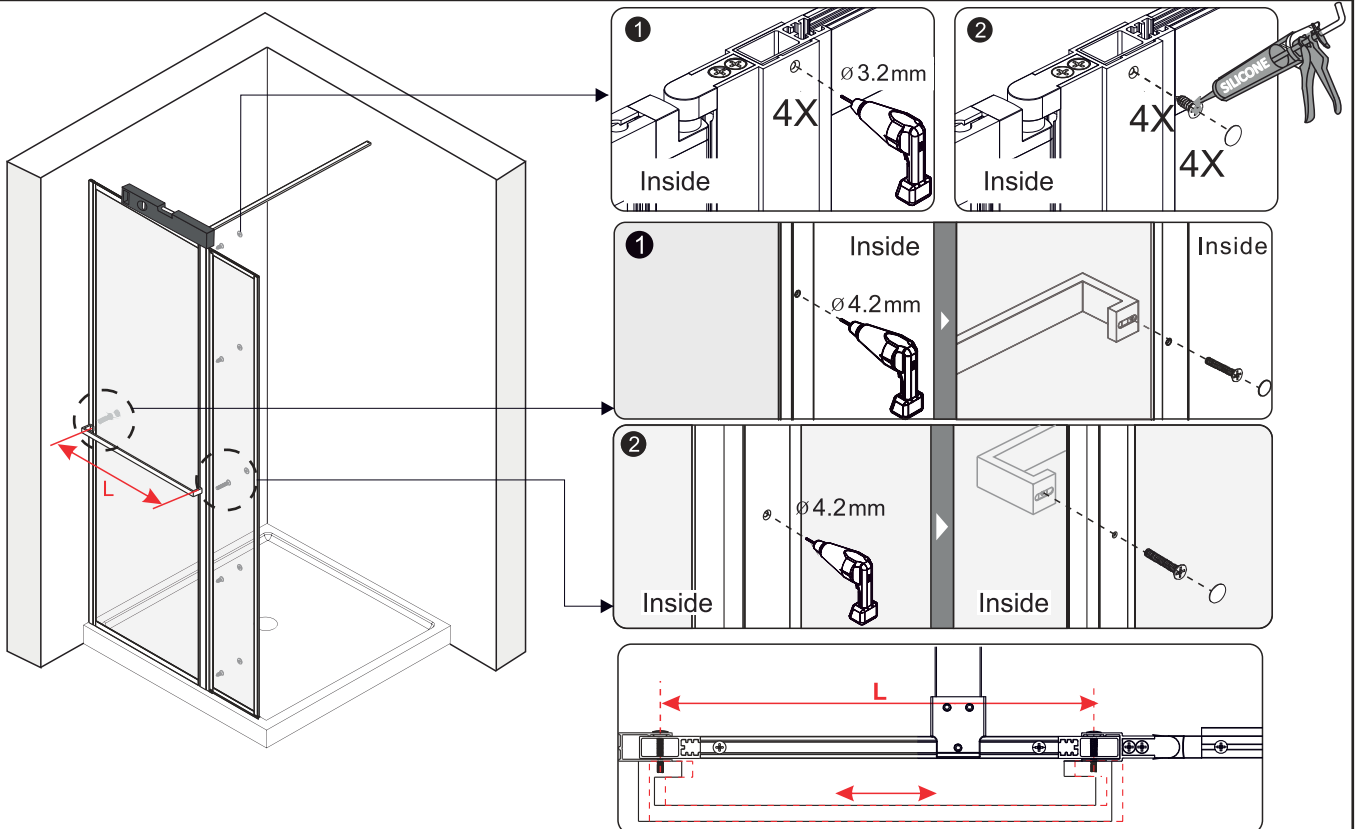 1
Ø3.2mm
4X
Inside
2
SILICONE
4X
4X
Inside
1
Inside
Ø4.2mm
Inside
2
Ø4.2mm
Inside
Inside
L
L